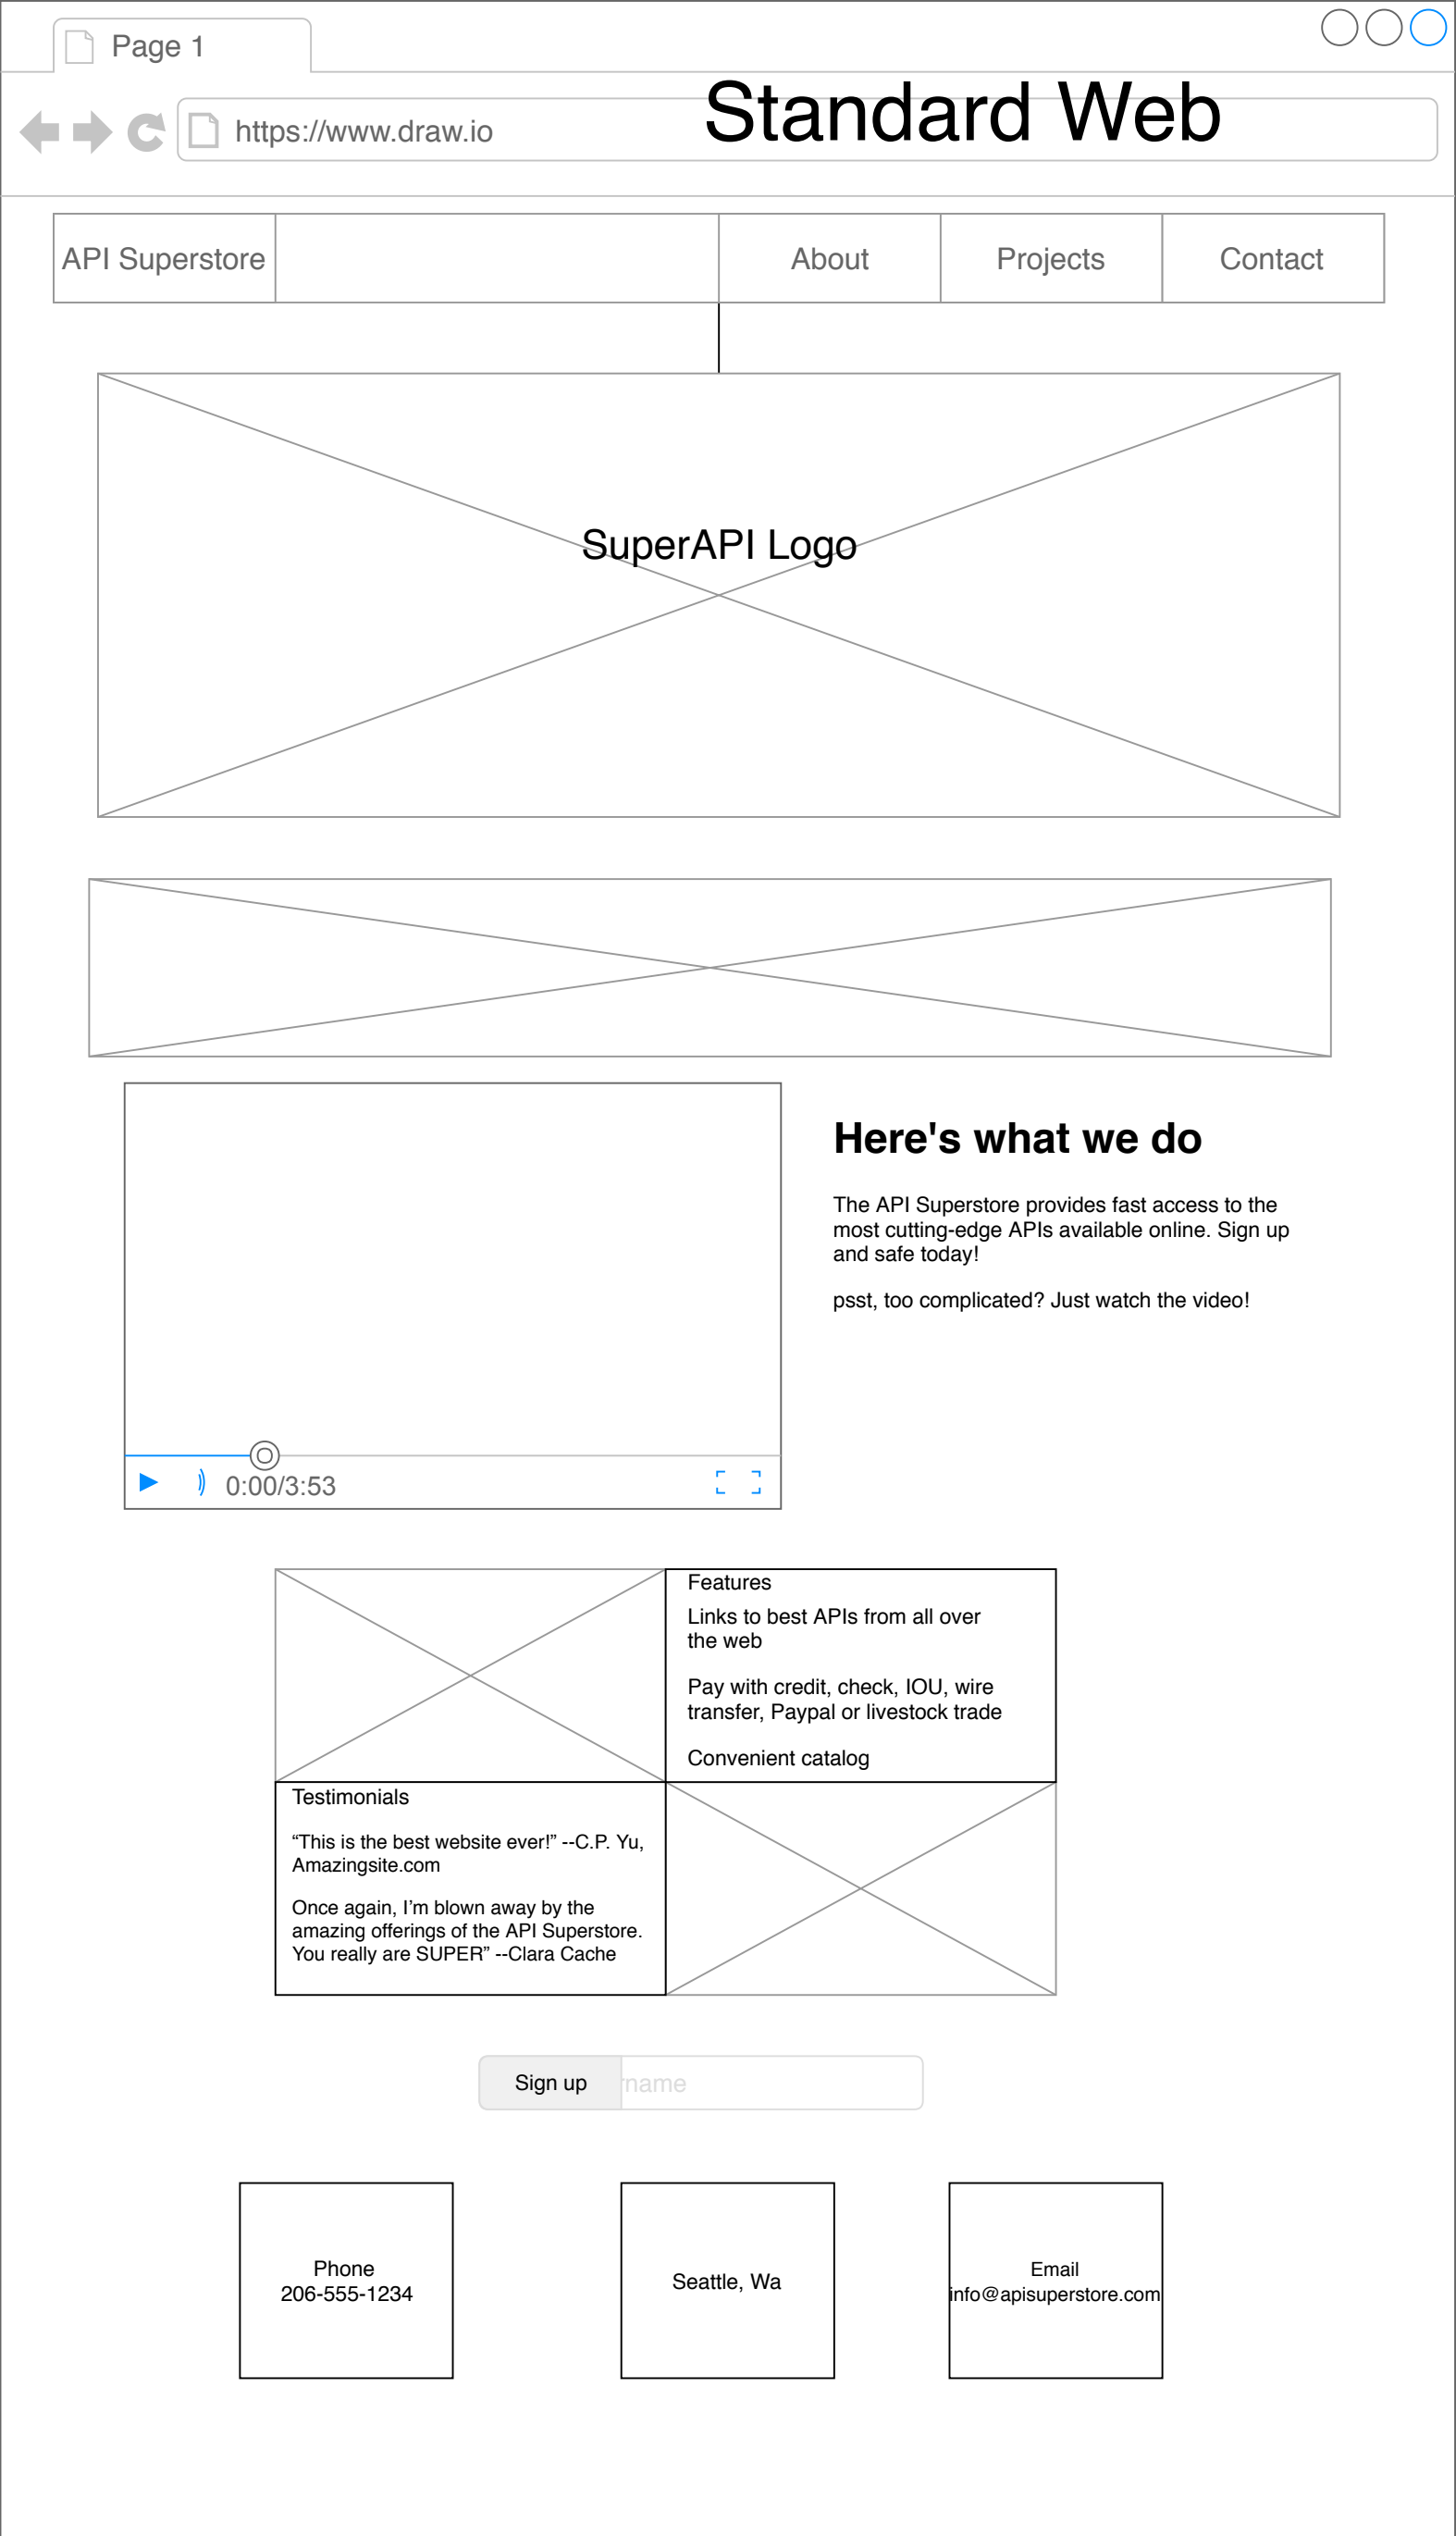 Page 1
https://www.draw.io
Standard Web
API Superstore
About
Projects
Contact
SuperAPI Logo
Here's what we do
The API Superstore provides fast access to the
most cutting-edge APIs available online. Sign up
and safe today!
psst, too complicated? Just watch the video!
0:00/3:53
Features
Links to best APIs from all over
the web
Pay with credit, check, IOU, wire
transfer, Paypal or livestock trade
Convenient catalog
Testimonials
“This is the best website ever!” --C.P. Yu,
Amazingsite.com
Once again, I’m blown away by the
amazing offerings of the API Superstore.
You really are SUPER” --Clara Cache
Sign up
Phone
206-555-1234
Seattle, Wa
Email
info@apisuperstore.com